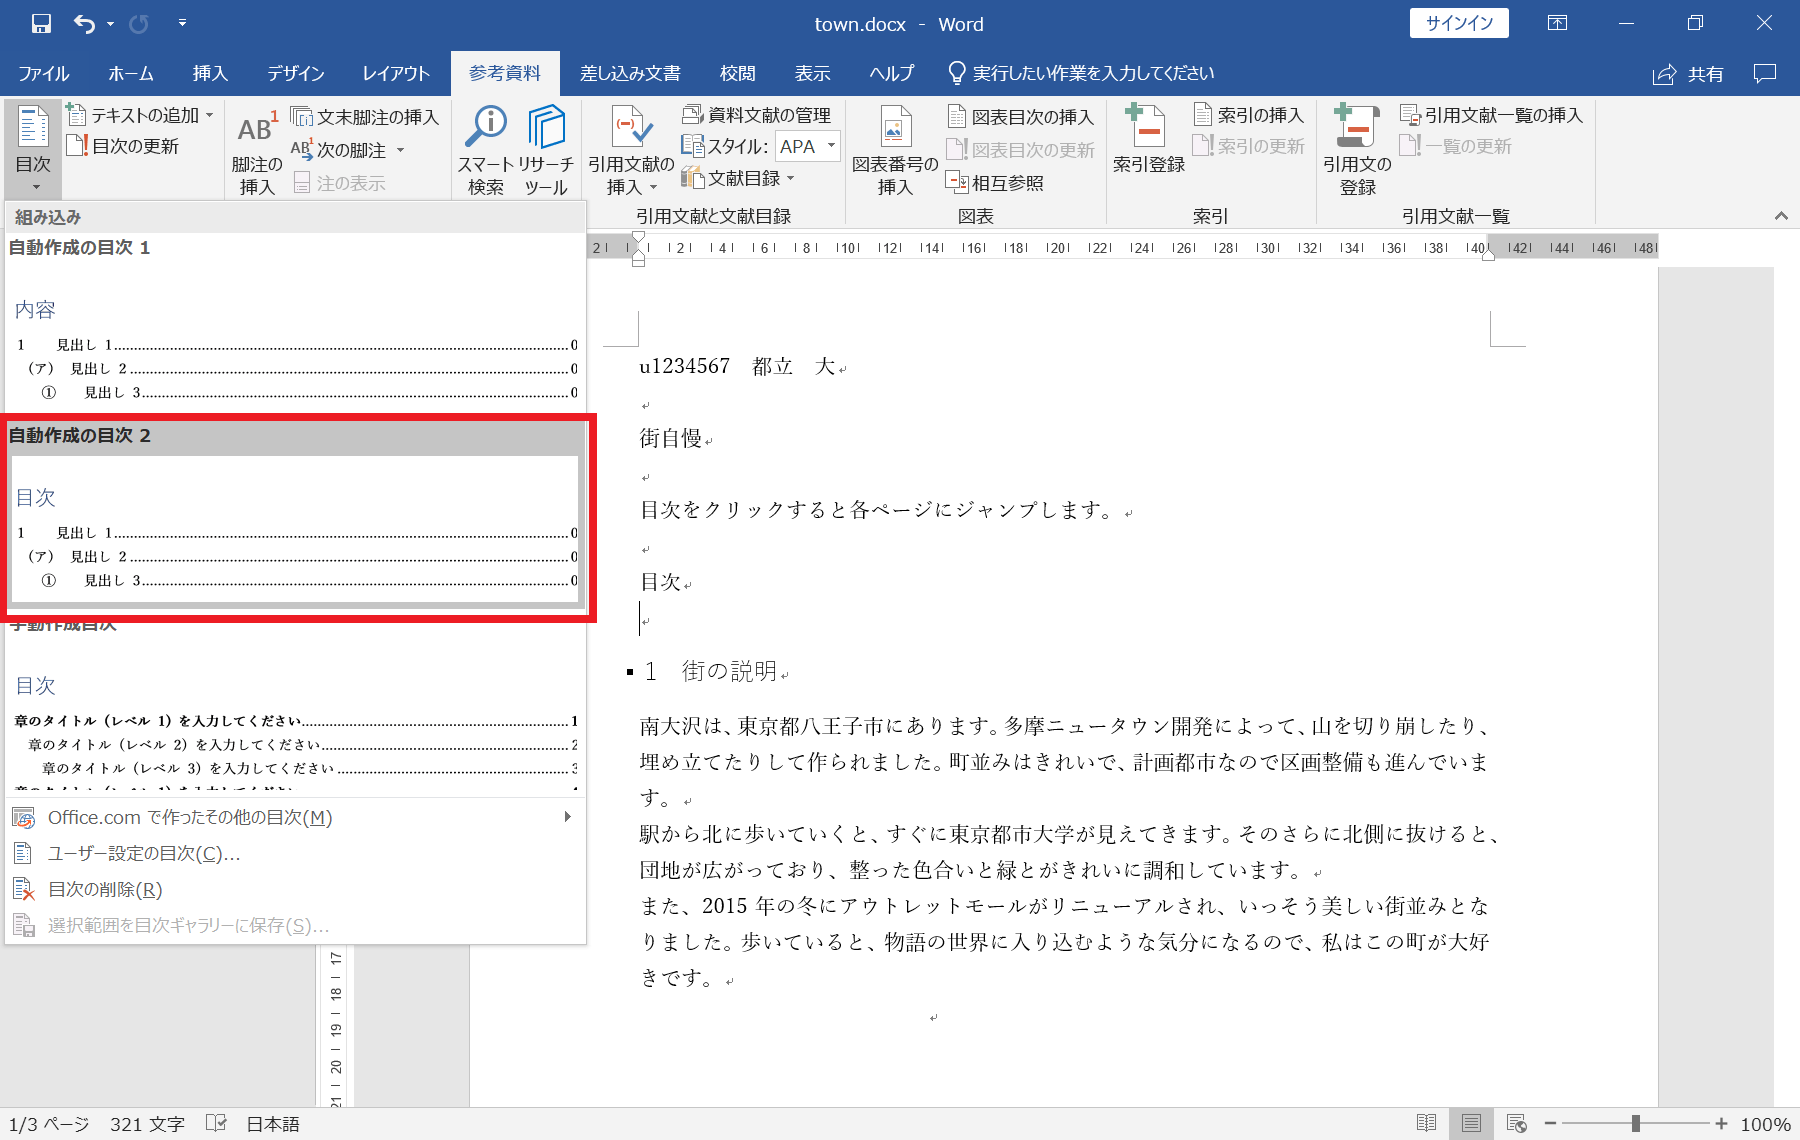 town.docx - Word
サインイン
ファイル ホーム 挿入 デザイン レイアウト 参考資料 差し込み文書 校閲 表示 ヘルプ 実行したい作業を入力してください 共有
目次
テキストの追加
目次の更新
AB1
脚注の
挿入
文末脚注の挿入
AB1 次の脚注
注の表示
スマート
検索
リサーチ
ツール
引用文献の
挿入
資料文献の管理
スタイル: APA
文献目録
引用文献と文献目録
図表番号の
挿入
図表目次の挿入
図表目次の更新
相互参照
図表
索引登録
索引の挿入
索引の更新
索引
引用文の
登録
引用文献一覧の挿入
一覧の更新
引用文献一覧
組み込み
自動作成の目次 1
内容
1 見出し 1 0
(ア) 見出し 2 0
① 見出し 3 0
自動作成の目次 2
目次
1 見出し 1 0
(ア) 見出し 2 0
① 見出し 3 0
手動作成目次
目次
章のタイトル (レベル 1) を入力してください 1
章のタイトル (レベル 2) を入力してください 2
章のタイトル (レベル 3) を入力してください 3
Office.com で作ったその他の目次(M)
ユーザー設定の目次(C)...
目次の削除(R)
選択範囲を目次ギャラリーに保存(S)...
2 2 4 6 8 10 12 14 16 18 20 22 24 26 28 30 32 34 36 38 40 42 44 46 48
u1234567 都立 大
街自慢
目次をクリックすると各ページにジャンプします。
目次
1 街の説明
南大沢は、東京都八王子市にあります。多摩ニュータウン開発によって、山を切り崩したり、
埋め立てたりして作られました。町並みはきれいで、計画都市なので区画整備も進んでいま
す。
駅から北に歩いていくと、すぐに東京都市大学が見えてきます。そのさらに北側に抜けると、
団地が広がっており、整った色合いと緑とがきれいに調和しています。
また、2015 年の冬にアウトレットモールがリニューアルされ、いっそう美しい街並みとな
りました。歩いていると、物語の世界に入り込むような気分になるので、私はこの町が大好
きです。
17
18
19
20
21
1/3 ページ 321 文字 日本語 100%